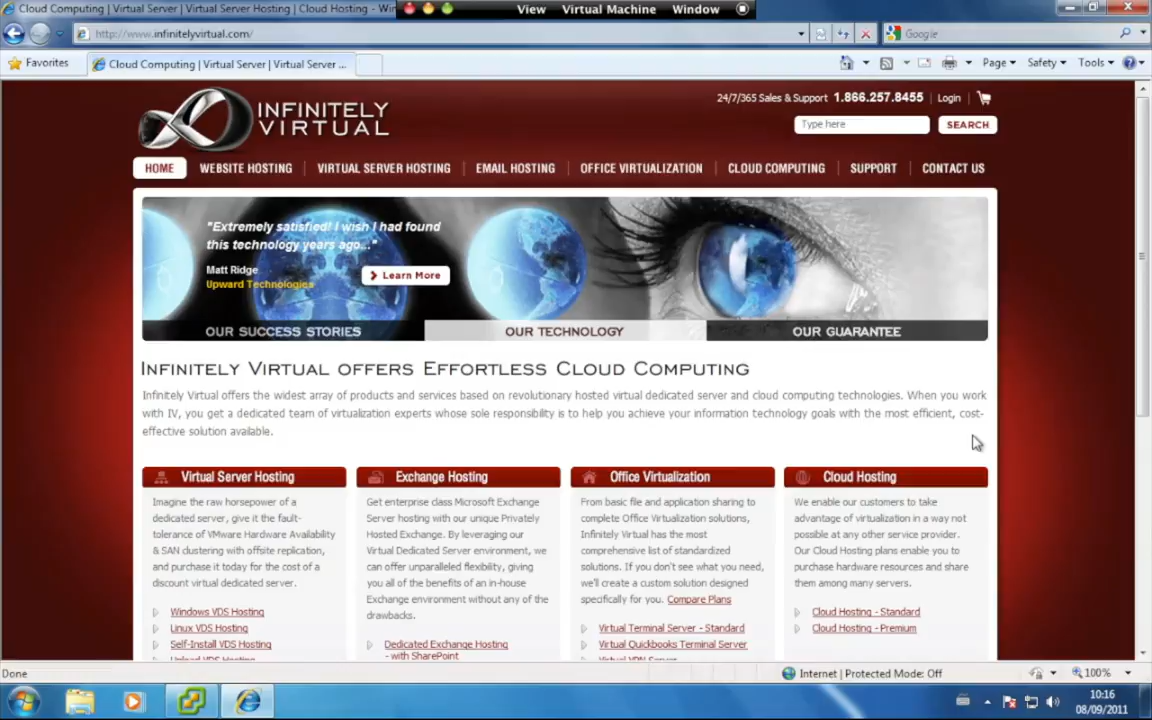 Cloud Computing | Virtual Server | Virtual Server Hosting | Cloud Hosting - Win
View Virtual Machine Window
http://www.infinitelyvirtual.com/
Google
Favorites
Cloud Computing | Virtual Server | Virtual Server ...
Page
Safety
Tools
INFINITELY
VIRTUAL
24/7/365 Sales & Support 1.866.257.8455 | Login |
Type here
SEARCH
HOME
WEBSITE HOSTING
VIRTUAL SERVER HOSTING
EMAIL HOSTING
OFFICE VIRTUALIZATION
CLOUD COMPUTING
SUPPORT
CONTACT US
"Extremely satisfied! I wish I had found
this technology years ago..."
Matt Ridge
Upward Technologies
Learn More
OUR SUCCESS STORIES
OUR TECHNOLOGY
OUR GUARANTEE
INFINITELY VIRTUAL OFFERS EFFORTLESS CLOUD COMPUTING
Infinitely Virtual offers the widest array of products and services based on revolutionary hosted virtual dedicated server and cloud computing technologies. When you work
with IV, you get a dedicated team of virtualization experts whose sole responsibility is to help you achieve your information technology goals with the most efficient, cost-
effective solution available.
Virtual Server Hosting
Imagine the raw horsepower of a
dedicated server, give it the fault-
tolerance of VMware Hardware Availability
& SAN clustering with offsite replication,
and purchase it today for the cost of a
discount virtual dedicated server.
Windows VDS Hosting
Linux VDS Hosting
Self-Install VDS Hosting
Upload VDS Hosting
Exchange Hosting
Get enterprise class Microsoft Exchange
Server hosting with our unique Privately
Hosted Exchange. By leveraging our
Virtual Dedicated Server environment, we
can offer unparalleled flexibility, giving
you all of the benefits of an in-house
Exchange environment without any of the
drawbacks.
Dedicated Exchange Hosting
- with SharePoint
Office Virtualization
From basic file and application sharing to
complete Office Virtualization solutions,
Infinitely Virtual has the most
comprehensive list of standardized
solutions. If you don't see what you need,
we'll create a custom solution designed
specifically for you. Compare Plans
Virtual Terminal Server - Standard
Virtual Quickbooks Terminal Server
Virtual VPN Server
Cloud Hosting
We enable our customers to take
advantage of virtualization in a way not
possible at any other service provider.
Our Cloud Hosting plans enable you to
purchase hardware resources and share
them among many servers.
Cloud Hosting - Standard
Cloud Hosting - Premium
Done
Internet | Protected Mode: Off
100%
10:16
08/09/2011